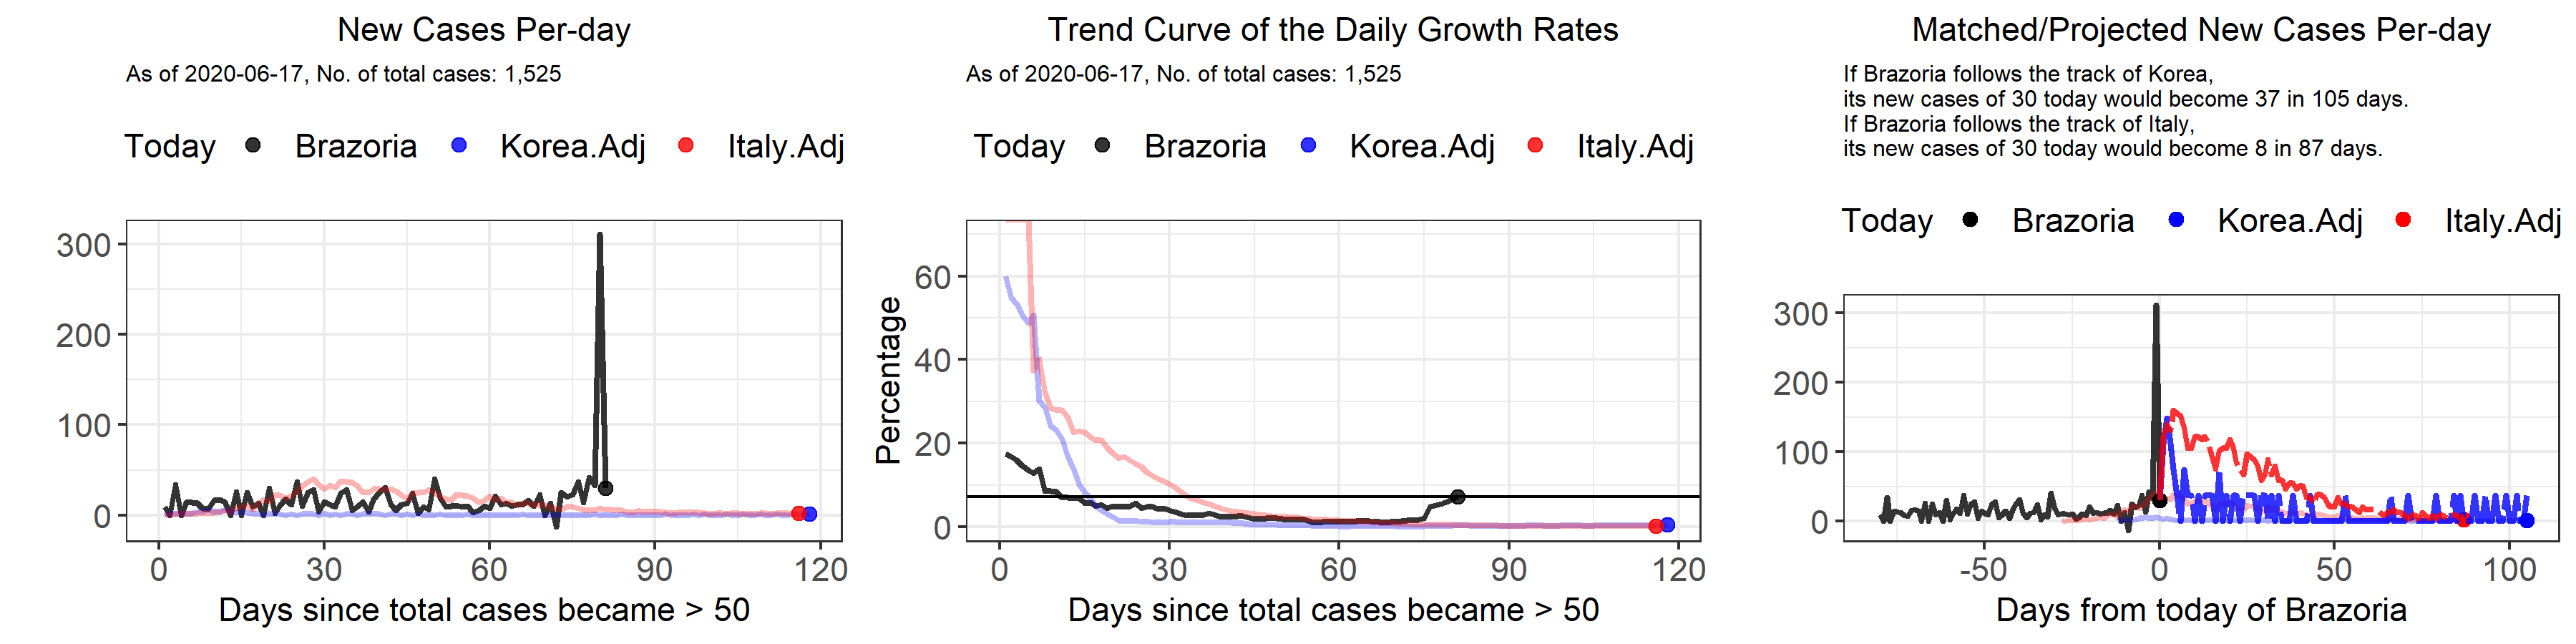 New Cases Per-day
As of 2020-06-17, No. of total cases: 1,525
Today Brazoria Korea.Adj Italy.Adj
300
200
100
0
0 30 60 90 120
Days since total cases became > 50
Trend Curve of the Daily Growth Rates
As of 2020-06-17, No. of total cases: 1,525
Today Brazoria Korea.Adj Italy.Adj
Percentage
60
40
20
0
0 30 60 90 120
Days since total cases became > 50
Matched/Projected New Cases Per-day
If Brazoria follows the track of Korea,
its new cases of 30 today would become 37 in 105 days.
If Brazoria follows the track of Italy,
its new cases of 30 today would become 8 in 87 days.
Today Brazoria Korea.Adj Italy.Adj
300
200
100
0
-50 0 50 100
Days from today of Brazoria